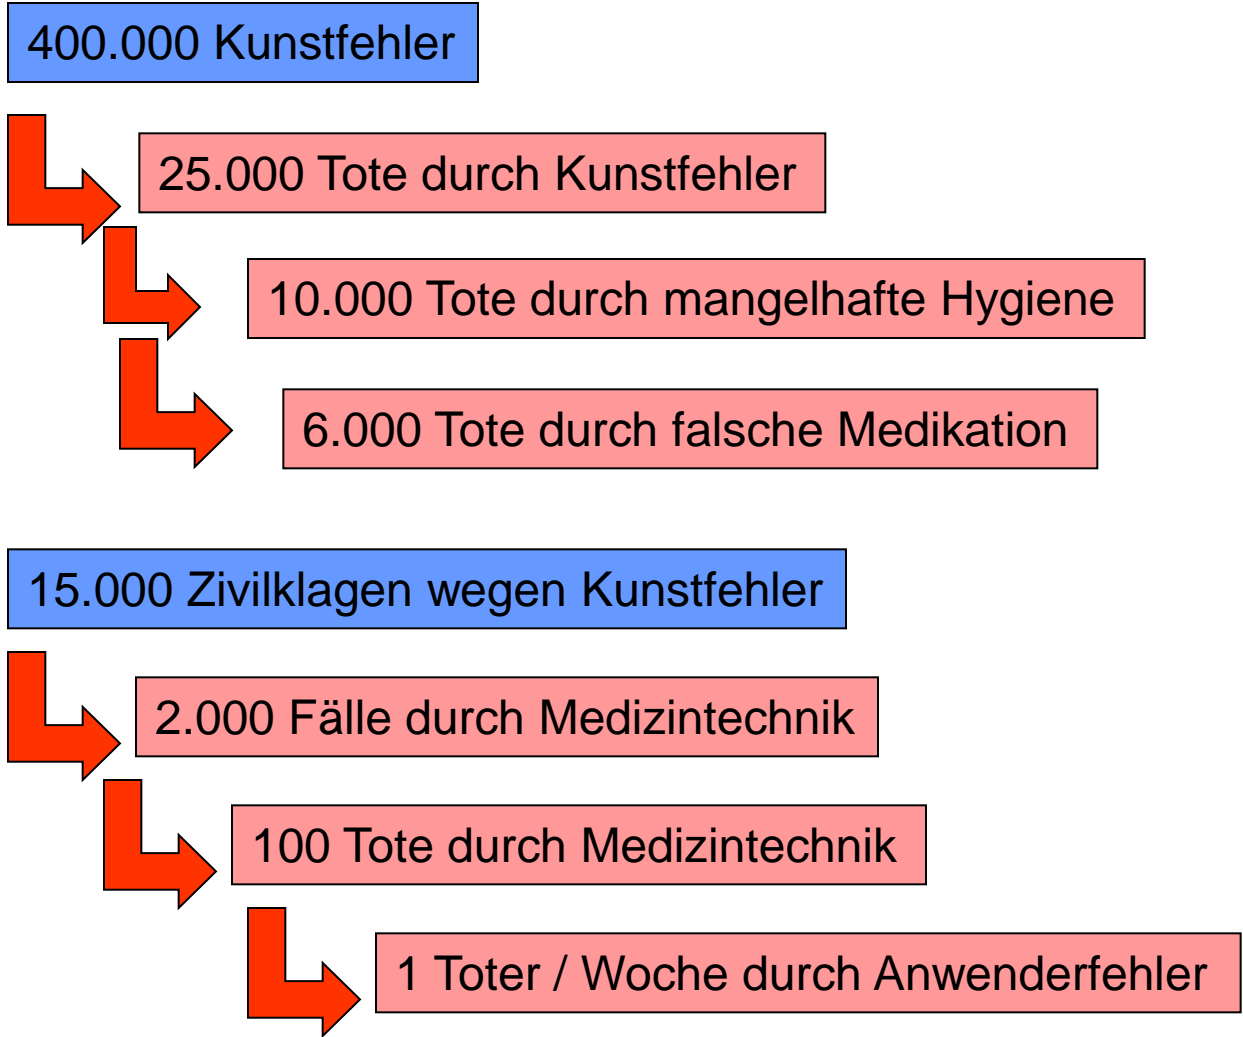 400.000 Kunstfehler
25.000 Tote durch Kunstfehler
10.000 Tote durch mangelhafte Hygiene
6.000 Tote durch falsche Medikation
15.000 Zivilklagen wegen Kunstfehler
2.000 Fälle durch Medizintechnik
100 Tote durch Medizintechnik
1 Toter / Woche durch Anwenderfehler